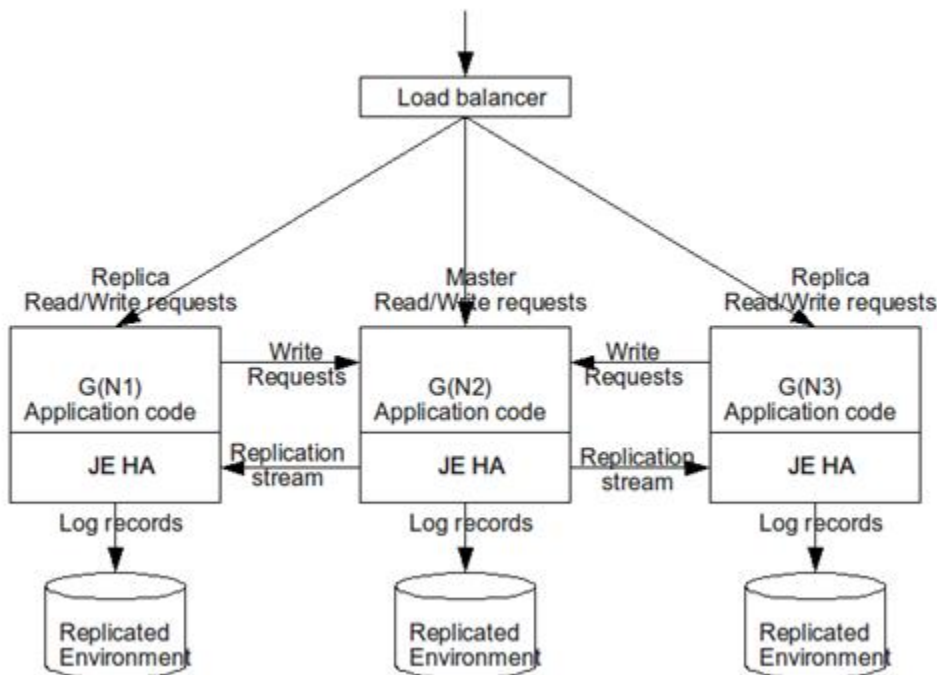 Load balancer
Replica
Read/Write requests
Master
Read/Write requests
Replica
Read/Write requests
Write
Requests
Write
Requests
G(N1)
Application code
G(N2)
Application code
G(N3)
Application code
JE HA
Replication
stream
JE HA
Replication
stream
JE HA
Log records
Log records
Log records
Replicated
Environment
Replicated
Environment
Replicated
Environment